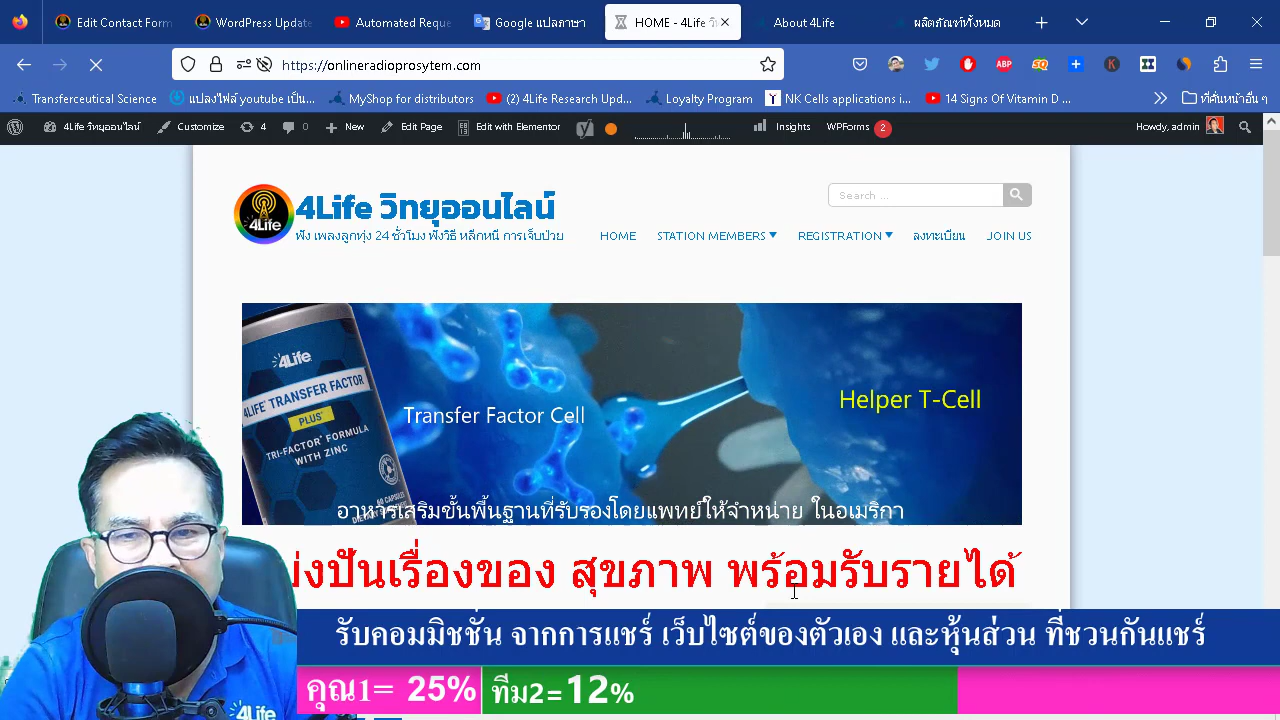 Edit Contact Form
WordPress Update
Automated Reque
Google แปลภาษา
HOME - 4Life วิท
About 4Life
ผลิตภัณฑ์ทั้งหมด
https://onlineradioprosytem.com
Transferceutical Science
แปลงไฟล์ youtube เป็น...
MyShop for distributors
(2) 4Life Research Upd...
Loyalty Program
NK Cells applications i...
14 Signs Of Vitamin D ...
ที่คั่นหน้าอื่น ๆ
4Life วิทยุออนไลน์
Customize
4
0
New
Edit Page
Edit with Elementor
Insights
WPForms 2
Howdy, admin
4Life วิทยุออนไลน์
ฟัง เพลงลูกทุ่ง 24 ชั่วโมง ฟังวิธี หลีกหนี การเจ็บป่วย
Search ...
HOME
STATION MEMBERS
REGISTRATION
ลงทะเบียน
JOIN US
4Life
4Life
4LIFE TRANSFER FACTOR
PLUS
TRI-FACTOR FORMULA
WITH ZINC
60 CAPSULES
Transfer Factor Cell
Helper T-Cell
อาหารเสริมขั้นพื้นฐานที่รับรองโดยแพทย์ให้จำหน่าย ในอเมริกา
งปันเรื่องของ สุขภาพ พร้อมรับรายได้
รับคอมมิชชั่น จากการแชร์ เว็บไซต์ของตัวเอง และหุ้นส่วน ที่ชวนกันแชร์
คุณ1= 25%
ทีม2=12%
4Life